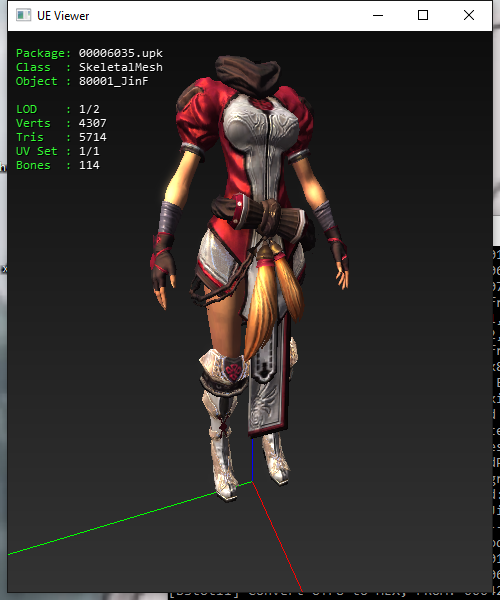 UE Viewer
Package: 00006035.upk
Class  : SkeletalMesh
Object : 80001_JinF
LOD    : 1/2
Verts  : 4307
Tris   : 5714
UV Set : 1/1
Bones  : 114